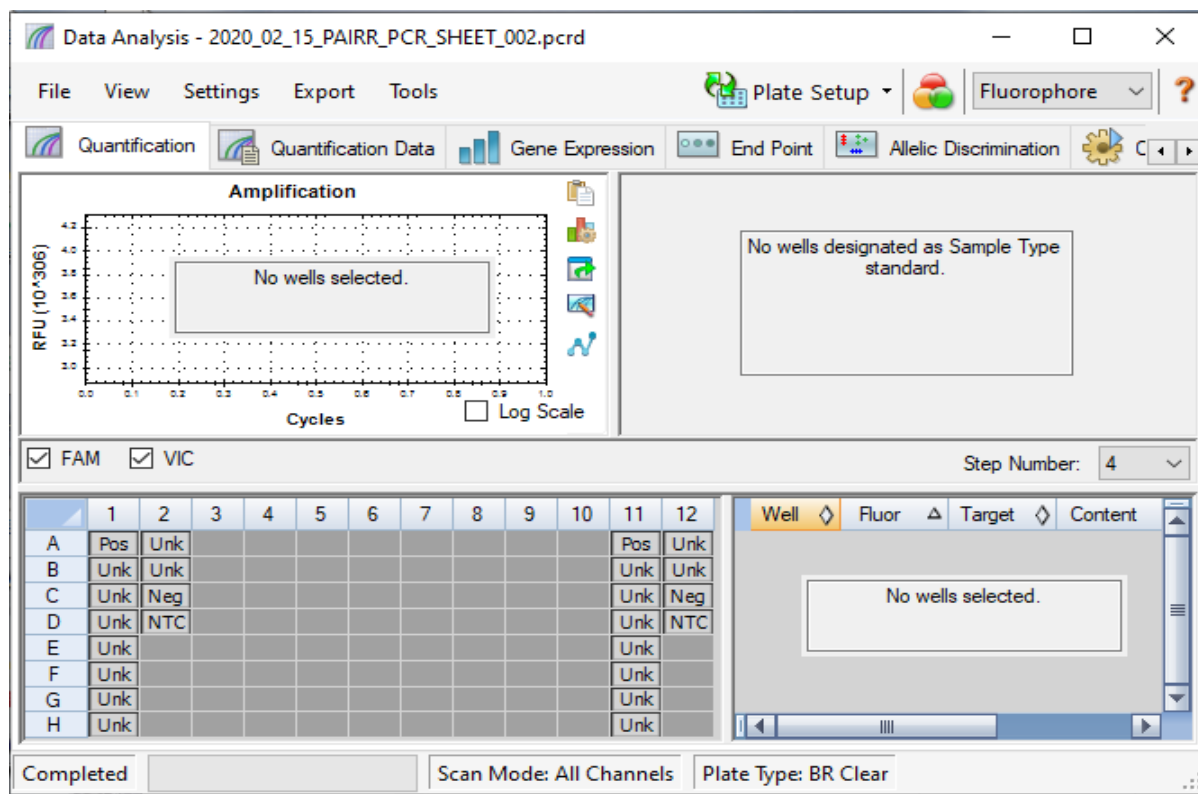 Data Analysis - 2020_02_15_PAIRR_PCR_SHEET_002.pcrd
File View Settings Export Tools Plate Setup Fluorophore ?
Quantification Quantification Data Gene Expression End Point Allelic Discrimination C
Amplification
RFU (10^306)
4.2
4.0
3.8
3.6
3.4
3.2
3.0
No wells selected.
0.0 0.1 0.2 0.3 0.4 0.5 0.6 0.7 0.8 0.9 1.0
Cycles
Log Scale
No wells designated as Sample Type
standard.
FAM VIC Step Number: 4
1 2 3 4 5 6 7 8 9 10 11 12
A Pos Unk Pos Unk
B Unk Unk Unk Unk
C Unk Neg Unk Neg
D Unk NTC Unk NTC
E Unk Unk
F Unk Unk
G Unk Unk
H Unk Unk
Well Fluor Target Content
No wells selected.
Completed Scan Mode: All Channels Plate Type: BR Clear